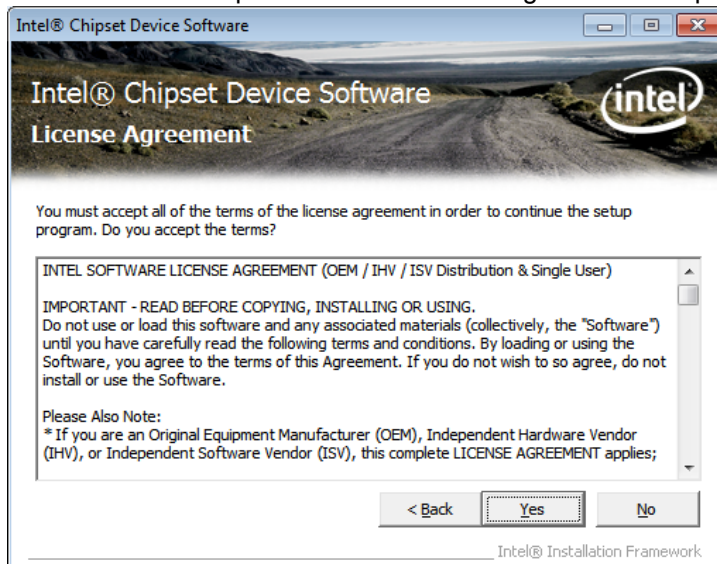 Intel® Chipset Device Software
Intel® Chipset Device Software
intel
License Agreement
You must accept all of the terms of the license agreement in order to continue the setup
program. Do you accept the terms?
INTEL SOFTWARE LICENSE AGREEMENT (OEM / IHV / ISV Distribution & Single User)
IMPORTANT - READ BEFORE COPYING, INSTALLING OR USING.
Do not use or load this software and any associated materials (collectively, the "Software")
until you have carefully read the following terms and conditions. By loading or using the
Software, you agree to the terms of this Agreement. If you do not wish to so agree, do not
install or use the Software.
Please Also Note:
* If you are an Original Equipment Manufacturer (OEM), Independent Hardware Vendor
(IHV), or Independent Software Vendor (ISV), this complete LICENSE AGREEMENT applies;
< Back
Yes
No
Intel® Installation Framework